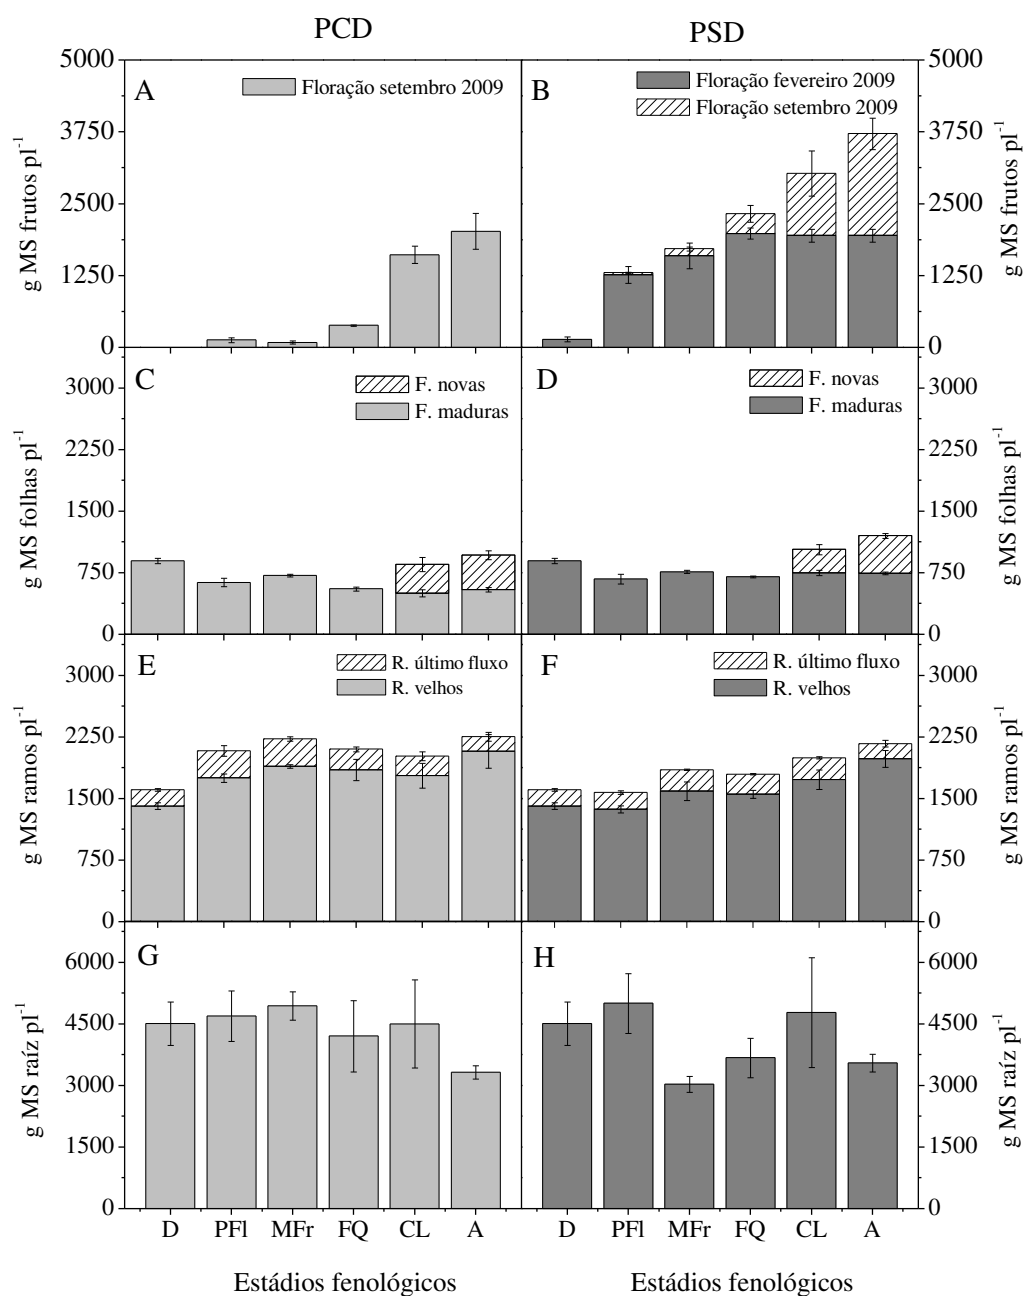 PCD
PSD
A
Floração setembro 2009
B
Floração fevereiro 2009
Floração setembro 2009
g MS frutos pl-1
5000
3750
2500
1250
0
5000
3750
2500
1250
0
g MS frutos pl-1
C
F. novas
F. maduras
D
F. novas
F. maduras
g MS folhas pl-1
3000
2250
1500
750
0
3000
2250
1500
750
0
g MS folhas pl-1
E
R. último fluxo
R. velhos
F
R. último fluxo
R. velhos
g MS ramos pl-1
3000
2250
1500
750
0
3000
2250
1500
750
0
g MS ramos pl-1
G
H
g MS raíz pl-1
6000
4500
3000
1500
0
6000
4500
3000
1500
0
g MS raíz pl-1
D PFl MFr FQ CL A
D PFl MFr FQ CL A
Estádios fenológicos
Estádios fenológicos